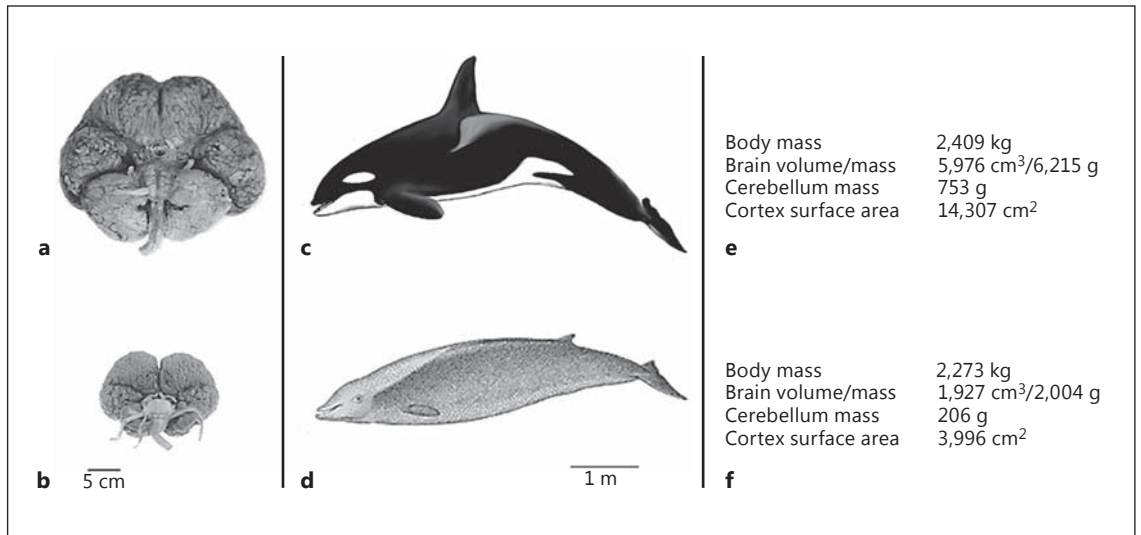 a
c
Body mass 2,409 kg
Brain volume/mass 5,976 cm³/6,215 g
Cerebellum mass 753 g
Cortex surface area 14,307 cm²
e
b
5 cm
d
1 m
Body mass 2,273 kg
Brain volume/mass 1,927 cm³/2,004 g
Cerebellum mass 206 g
Cortex surface area 3,996 cm²
f